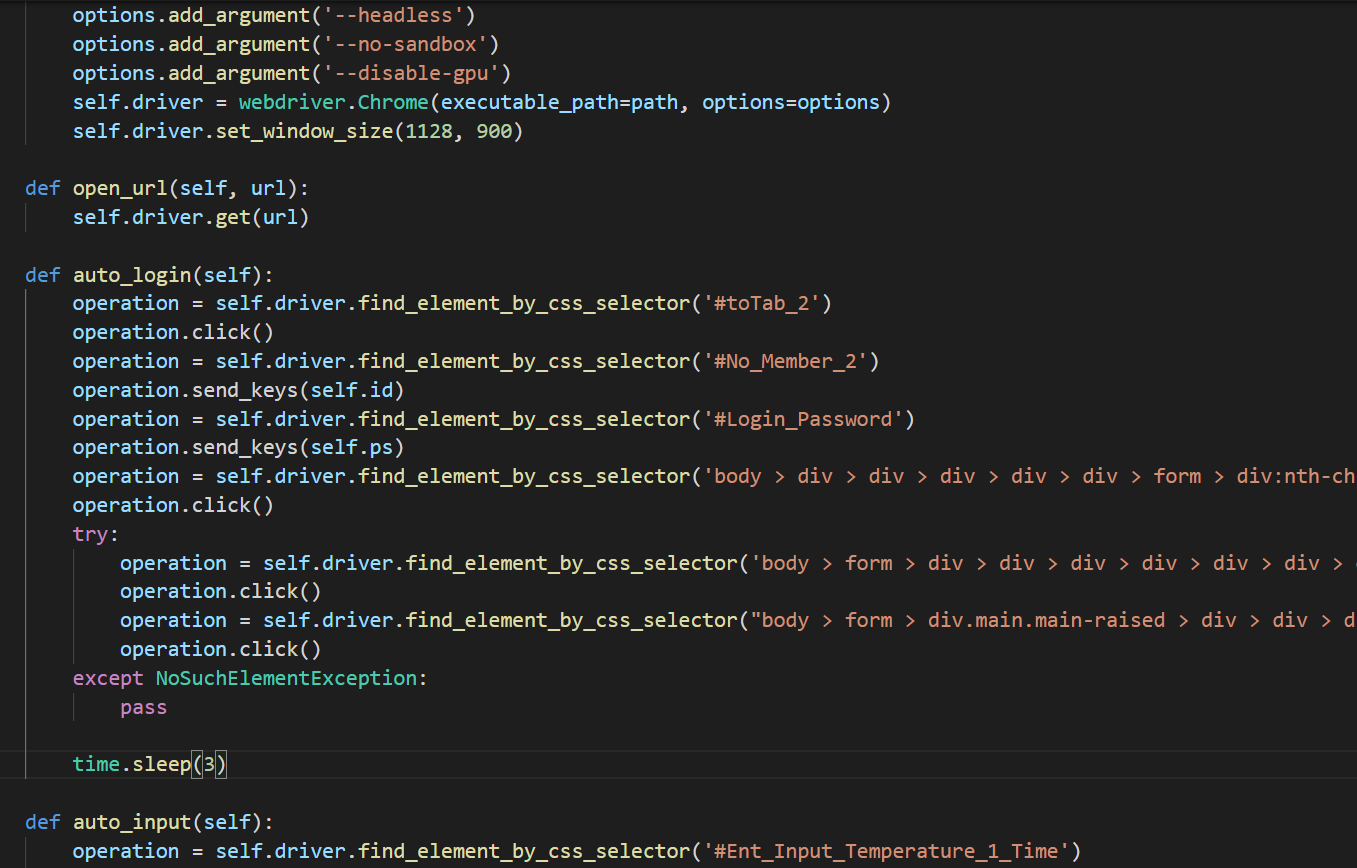 options.add_argument('--headless')
options.add_argument('--no-sandbox')
options.add_argument('--disable-gpu')
self.driver = webdriver.Chrome(executable_path=path, options=options)
self.driver.set_window_size(1128, 900)
def open_url(self, url):
self.driver.get(url)
def auto_login(self):
operation = self.driver.find_element_by_css_selector('#toTab_2')
operation.click()
operation = self.driver.find_element_by_css_selector('#No_Member_2')
operation.send_keys(self.id)
operation = self.driver.find_element_by_css_selector('#Login_Password')
operation.send_keys(self.ps)
operation = self.driver.find_element_by_css_selector('body > div > div > div > div > div > form > div:nth-ch
operation.click()
try:
operation = self.driver.find_element_by_css_selector('body > form > div > div > div > div > div > div >
operation.click()
operation = self.driver.find_element_by_css_selector("body > form > div.main.main-raised > div > div > d
operation.click()
except NoSuchElementException:
pass
time.sleep(3)
def auto_input(self):
operation = self.driver.find_element_by_css_selector('#Ent_Input_Temperature_1_Time')